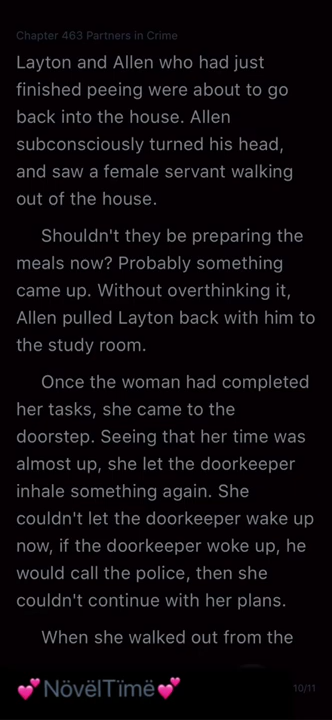 Chapter 463 Partners in Crime
Layton and Allen who had just
finished peeing were about to go
back into the house. Allen
subconsciously turned his head,
and saw a female servant walking
out of the house.
Shouldn't they be preparing the
meals now? Probably something
came up. Without overthinking it,
Allen pulled Layton back with him to
the study room.
Once the woman had completed
her tasks, she came to the
doorstep. Seeing that her time was
almost up, she let the doorkeeper
inhale something again. She
couldn't let the doorkeeper wake up
now, if the doorkeeper woke up, he
would call the police, then she
couldn't continue with her plans.
When she walked out from the
💕NövëlTïmë💕 10/11